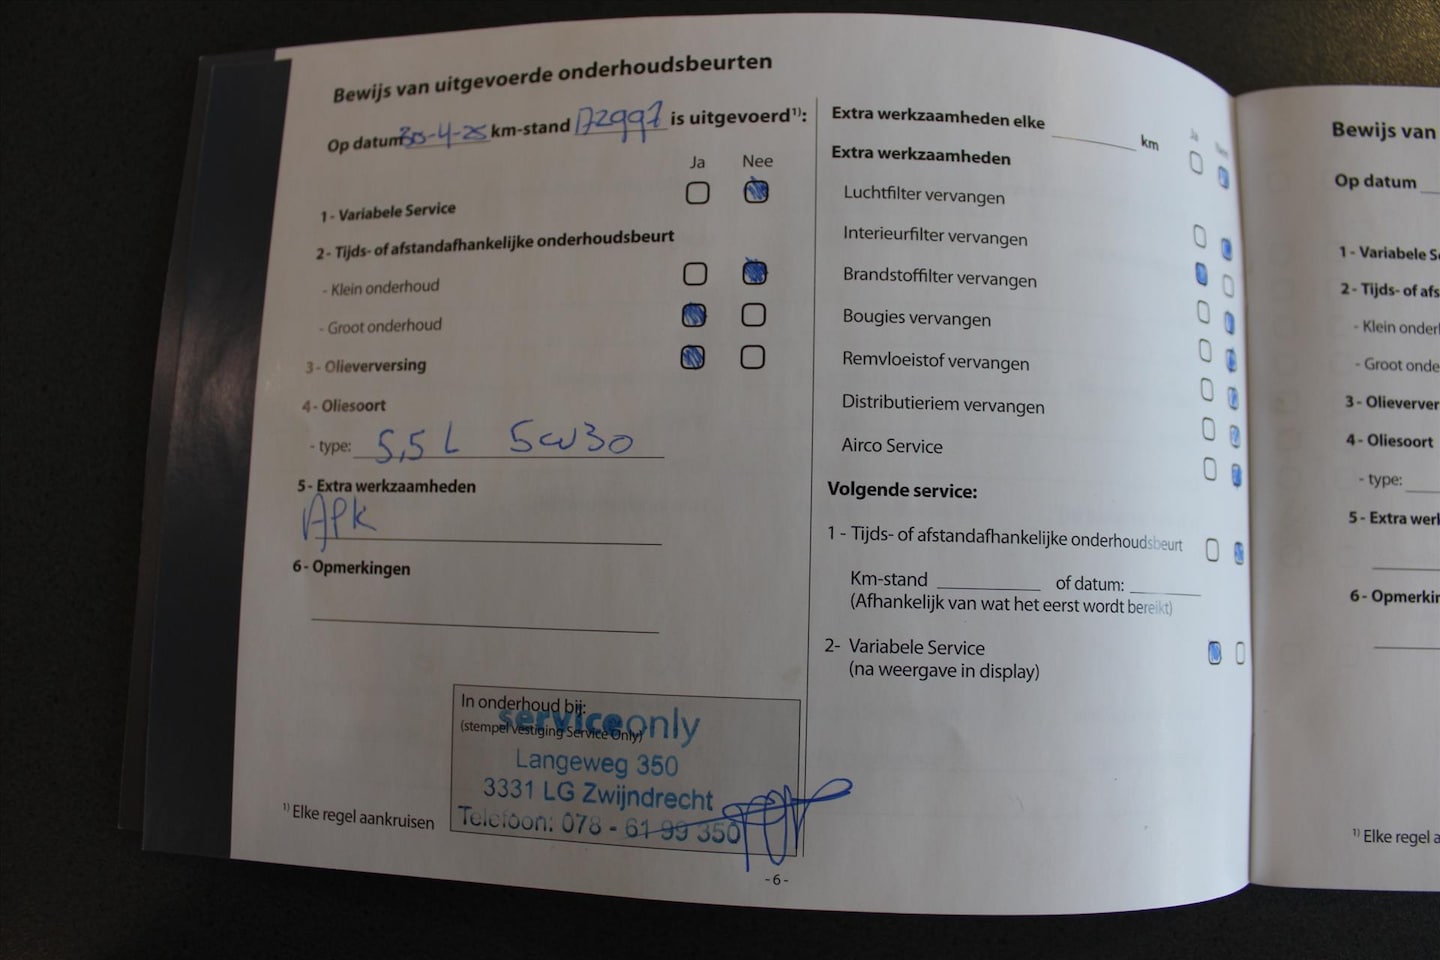 Bewijs van uitgevoerde onderhoudsbeurten
Op datum 30-4-25 km-stand 172997 is uitgevoerd¹⁾:
Ja Nee
1 - Variabele Service
2 - Tijds- of afstandafhankelijke onderhoudsbeurt
- Klein onderhoud
- Groot onderhoud
3 - Olieverversing
4 - Oliesoort
- type: 5,5 L 5w30
5 - Extra werkzaamheden
APK
6 - Opmerkingen
In onderhoud bij:
(stempel vestiging Service Only)
serviceonly
Langeweg 350
3331 LG Zwijndrecht
Telefoon: 078 - 61 99 350
¹⁾ Elke regel aankruisen
- 6 -
Extra werkzaamheden elke km
Ja Nee
Extra werkzaamheden
Luchtfilter vervangen
Interieurfilter vervangen
Brandstoffilter vervangen
Bougies vervangen
Remvloeistof vervangen
Distributieriem vervangen
Airco Service
Volgende service:
1 - Tijds- of afstandafhankelijke onderhoudsbeurt
Km-stand of datum:
(Afhankelijk van wat het eerst wordt bereikt)
2- Variabele Service
(na weergave in display)
Bewijs van
Op datum
1 - Variabele S
2 - Tijds- of afs
- Klein onder
- Groot onde
3 - Olieverver
4 - Oliesoort
- type:
5 - Extra werk
6 - Opmerkin
¹⁾ Elke regel a